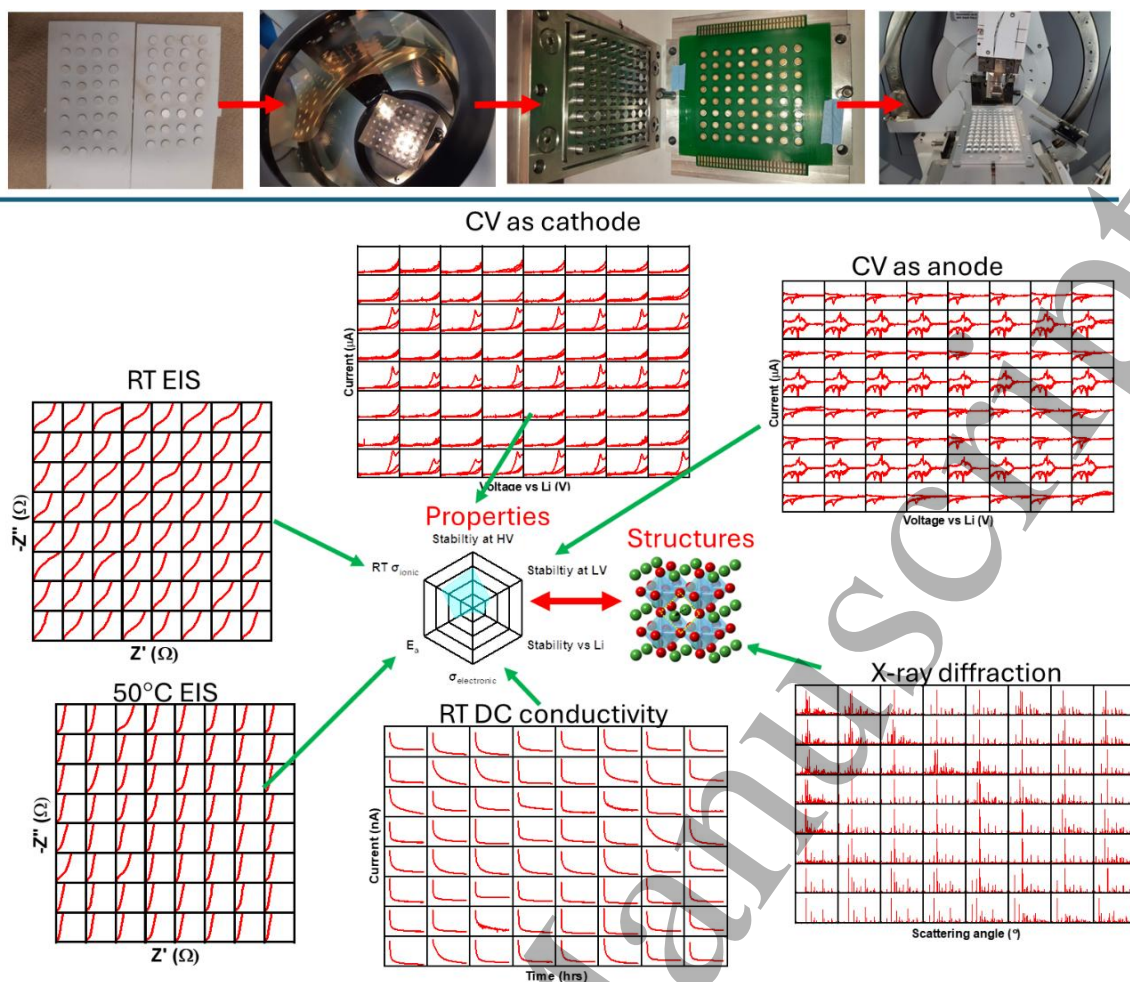 CV as cathode
Current (μA)
Voltage vs Li (V)
CV as anode
Current (μA)
Voltage vs Li (V)
RT EIS
-Z" (Ω)
Z' (Ω)
Properties
Stabiltiy at HV
RT σionic
Stabiltiy at LV
Ea
Stability vs Li
σelectronic
Structures
50°C EIS
-Z" (Ω)
Z' (Ω)
RT DC conductivity
Current (nA)
Time (hrs)
X-ray diffraction
Scattering angle (°)
anuscript